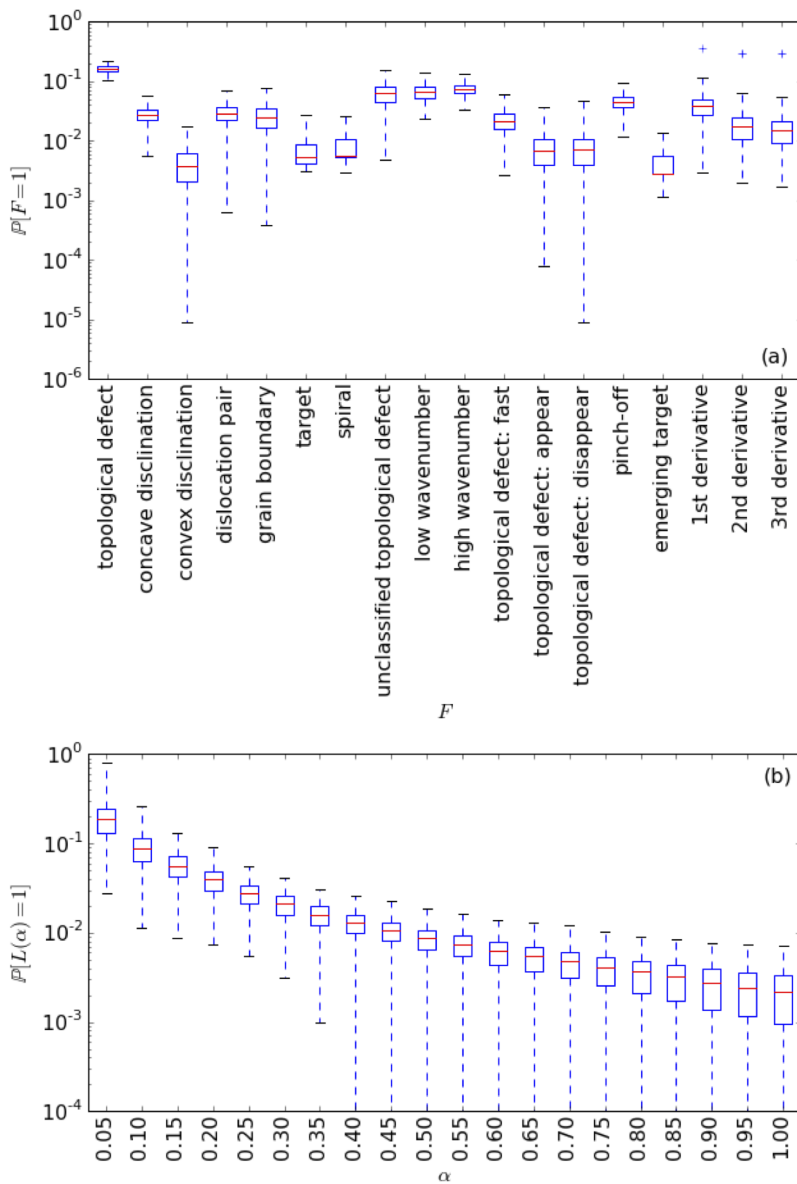 10^0
10^-1
10^-2
10^-3
10^-4
10^-5
10^-6
ℙ[F=1]
(a)
topological defect
concave disclination
convex disclination
dislocation pair
grain boundary
target
spiral
unclassified topological defect
low wavenumber
high wavenumber
topological defect: fast
topological defect: appear
topological defect: disappear
pinch-off
emerging target
1st derivative
2nd derivative
3rd derivative
F
10^0
10^-1
10^-2
10^-3
10^-4
ℙ[L(α)=1]
(b)
0.05
0.10
0.15
0.20
0.25
0.30
0.35
0.40
0.45
0.50
0.55
0.60
0.65
0.70
0.75
0.80
0.85
0.90
0.95
1.00
α